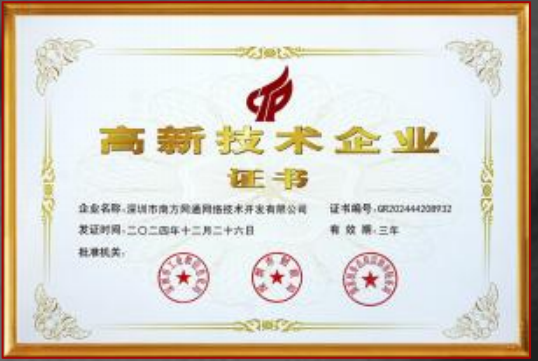 高新技术企业
证书
企业名称：深圳市南方网通网络技术开发有限公司 证书编号：GR202444208932
发证时间：二〇二四年十二月二十六日 有效期：三年
批准机关：